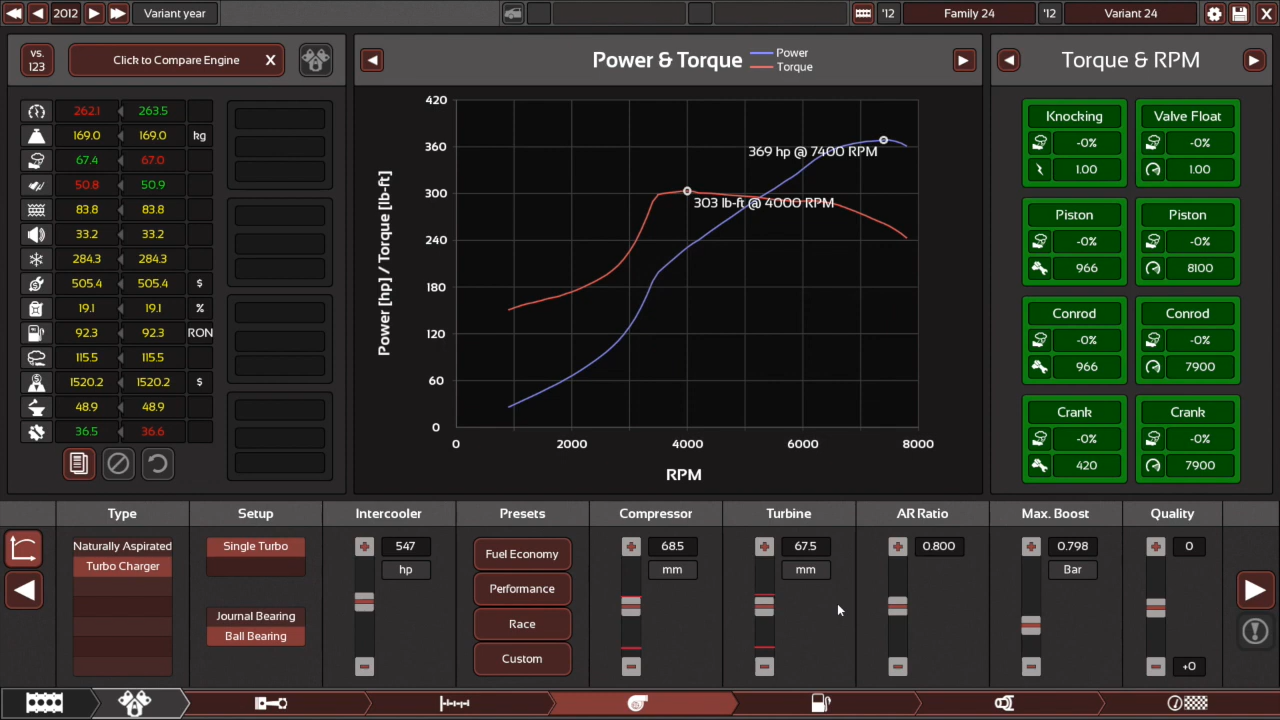 2012
Variant year
'12
Family 24
'12
Variant 24
vs.
123
Click to Compare Engine
X
262.1
263.5
169.0
169.0
kg
67.4
67.0
50.8
50.9
83.8
83.8
33.2
33.2
284.3
284.3
505.4
505.4
$
19.1
19.1
%
92.3
92.3
RON
115.5
115.5
1520.2
1520.2
$
48.9
48.9
36.5
36.6
Power & Torque
Power
Torque
Power [hp] / Torque [lb-ft]
420
360
300
240
180
120
60
0
369 hp @ 7400 RPM
303 lb-ft @ 4000 RPM
0
2000
4000
6000
8000
RPM
Torque & RPM
Knocking
-0%
1.00
Valve Float
-0%
1.00
Piston
-0%
966
Piston
-0%
8100
Conrod
-0%
966
Conrod
-0%
7900
Crank
-0%
420
Crank
-0%
7900
Type
Naturally Aspirated
Turbo Charger
Setup
Single Turbo
Journal Bearing
Ball Bearing
Intercooler
547
hp
Presets
Fuel Economy
Performance
Race
Custom
Compressor
68.5
mm
Turbine
67.5
mm
AR Ratio
0.800
Max. Boost
0.798
Bar
Quality
0
+0